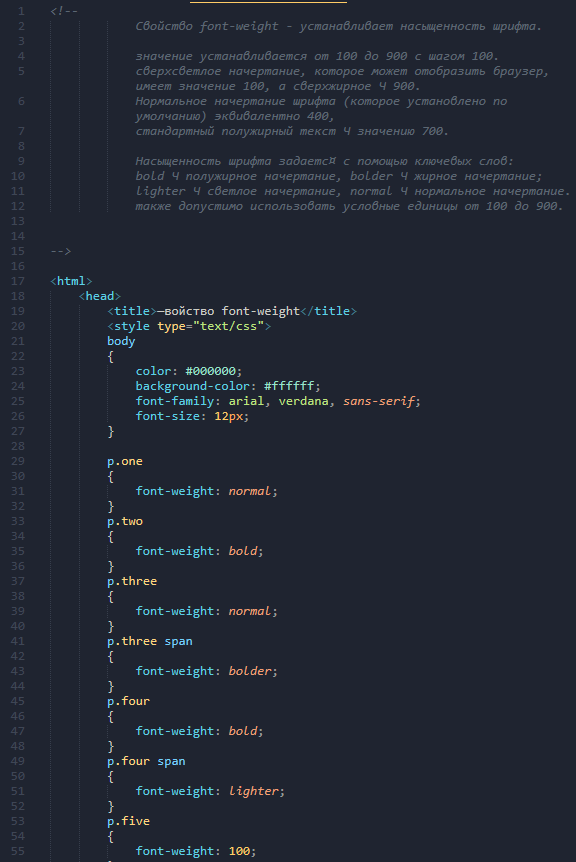 1 <!--
2 Свойство font-weight - устанавливает насыщенность шрифта.
3
4 значение устанавливается от 100 до 900 с шагом 100.
5 сверхсветлое начертание, которое может отобразить браузер,
имеет значение 100, а сверхжирное Ч 900.
6 Нормальное начертание шрифта (которое установлено по
умолчанию) эквивалентно 400,
7 стандартный полужирный текст Ч значению 700.
8
9 Насыщенность шрифта задаетс¤ с помощью ключевых слов:
10 bold Ч полужирное начертание, bolder Ч жирное начертание;
11 lighter Ч светлое начертание, normal Ч нормальное начертание.
12 также допустимо использовать условные единицы от 100 до 900.
13
14
15 -->
16
17 <html>
18 <head>
19 <title>—войство font-weight</title>
20 <style type="text/css">
21 body
22 {
23 color: #000000;
24 background-color: #ffffff;
25 font-family: arial, verdana, sans-serif;
26 font-size: 12px;
27 }
28
29 p.one
30 {
31 font-weight: normal;
32 }
33 p.two
34 {
35 font-weight: bold;
36 }
37 p.three
38 {
39 font-weight: normal;
40 }
41 p.three span
42 {
43 font-weight: bolder;
44 }
45 p.four
46 {
47 font-weight: bold;
48 }
49 p.four span
50 {
51 font-weight: lighter;
52 }
53 p.five
54 {
55 font-weight: 100;